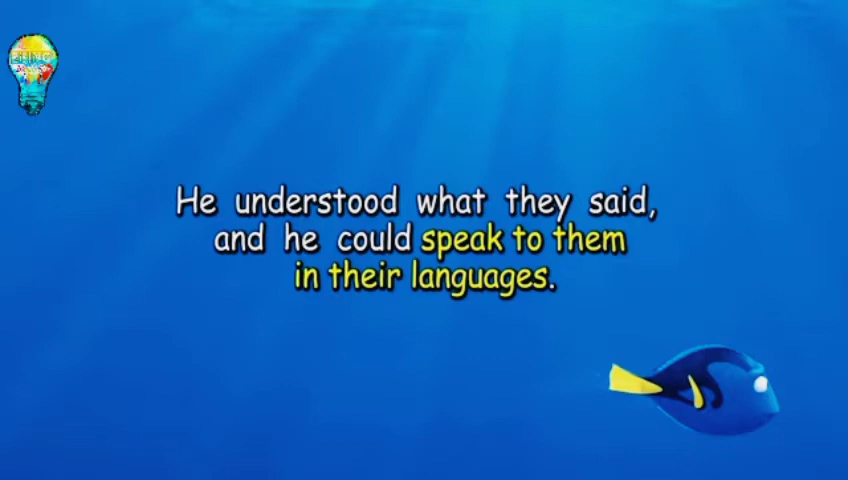 He understood what they said,
and he could speak to them
in their languages.